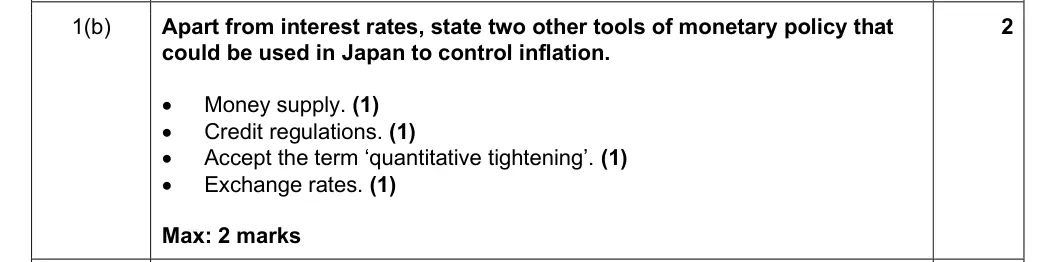 1(b)
Apart from interest rates, state two other tools of monetary policy that
could be used in Japan to control inflation.
2
• Money supply. (1)
• Credit regulations. (1)
• Accept the term ‘quantitative tightening’. (1)
• Exchange rates. (1)
Max: 2 marks